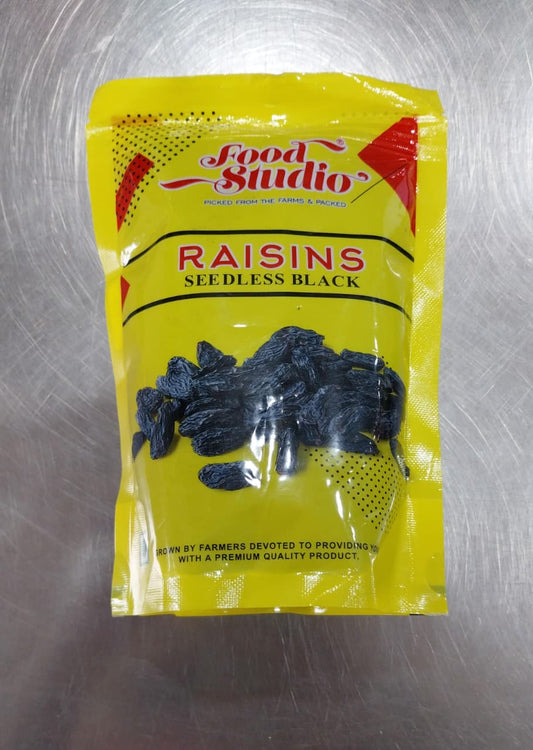 Food
Studio
®
PICKED FROM THE FARMS & PACKED
RAISINS
SEEDLESS BLACK
BY FARMERS DEVOTED TO PROVIDING
WITH A PREMIUM QUALITY PRODUCT.